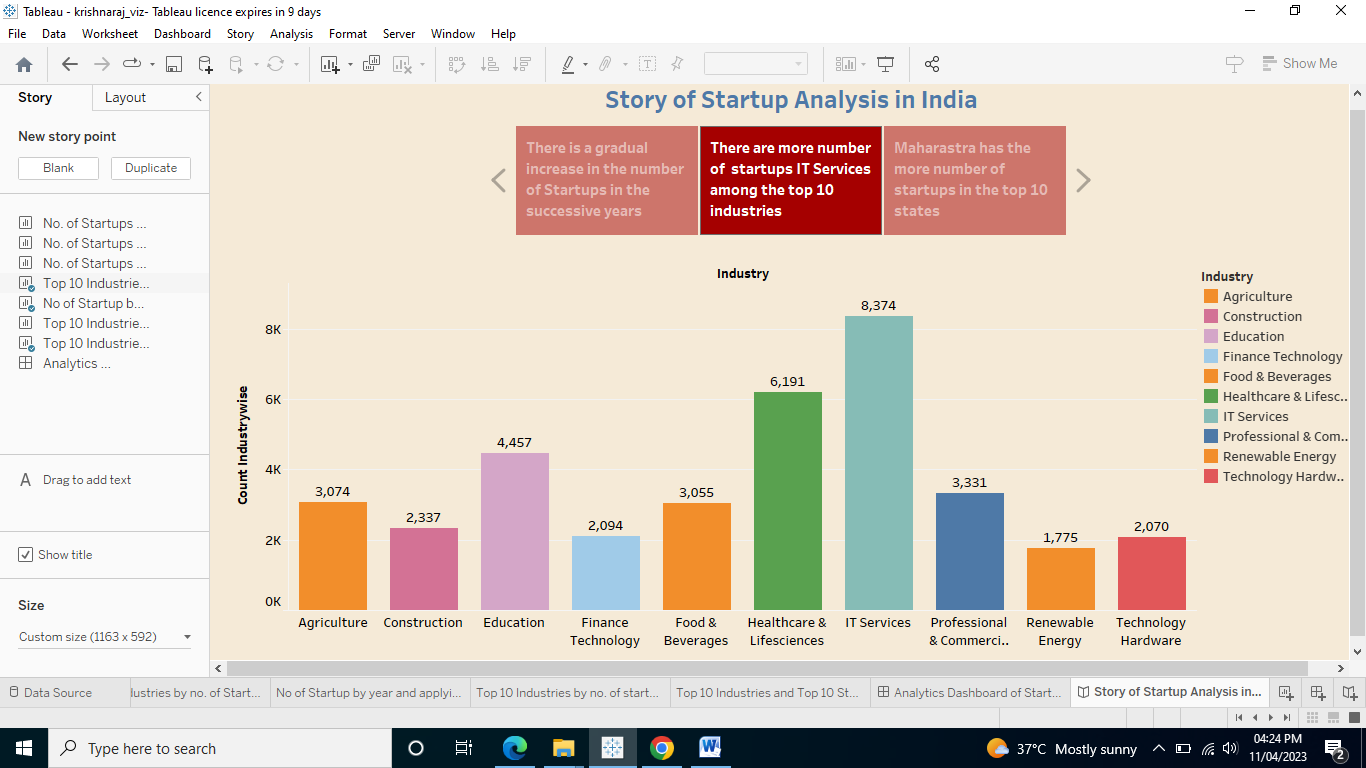 Tableau - krishnaraj_viz- Tableau licence expires in 9 days
File Data Worksheet Dashboard Story Analysis Format Server Window Help
Show Me
Story Layout
New story point
Blank Duplicate
No. of Startups ...
No. of Startups ...
No. of Startups ...
Top 10 Industrie...
No of Startup b...
Top 10 Industrie...
Top 10 Industrie...
Analytics ...
A Drag to add text
Show title
Size
Custom size (1163 x 592)
Story of Startup Analysis in India
There is a gradual
increase in the number
of Startups in the
successive years
There are more number
of startups IT Services
among the top 10
industries
Maharastra has the
more number of
startups in the top 10
states
Industry
Count Industrywise
8K
6K
4K
2K
0K
3,074
2,337
4,457
2,094
3,055
6,191
8,374
3,331
1,775
2,070
Agriculture
Construction
Education
Finance
Technology
Food &
Beverages
Healthcare &
Lifesciences
IT Services
Professional
& Commerci..
Renewable
Energy
Technology
Hardware
Industry
Agriculture
Construction
Education
Finance Technology
Food & Beverages
Healthcare & Lifesc..
IT Services
Professional & Com..
Renewable Energy
Technology Hardw..
Data Source
dustries by no. of Start...
No of Startup by year and applyi...
Top 10 Industries by no. of start...
Top 10 Industries and Top 10 St...
Analytics Dashboard of Start...
Story of Startup Analysis in...
Type here to search
37°C Mostly sunny
04:24 PM
11/04/2023
2